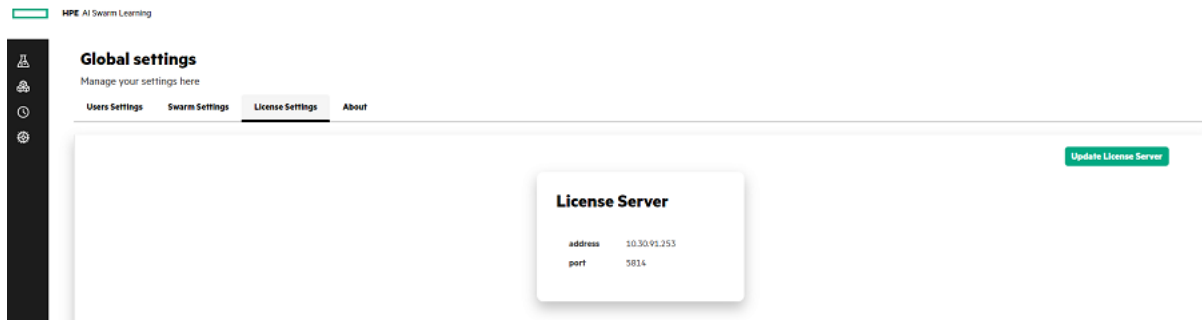 HPE AI Swarm Learning
Global settings
Manage your settings here
Users Settings Swarm Settings License Settings About
Update License Server
License Server
address 10.30.91.253
port 5814